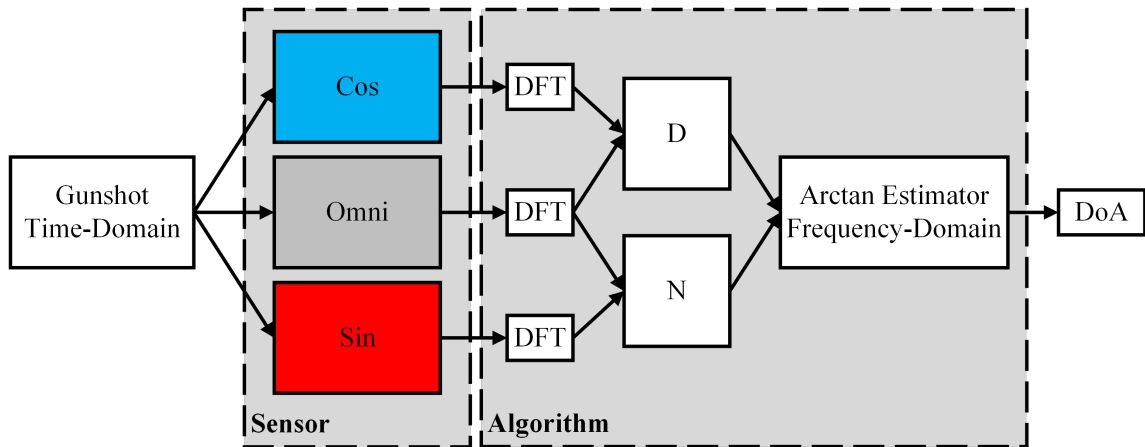 Gunshot
Time-Domain
Cos
Omni
Sin
Sensor
DFT
DFT
DFT
D
N
Arctan Estimator
Frequency-Domain
Algorithm
DoA